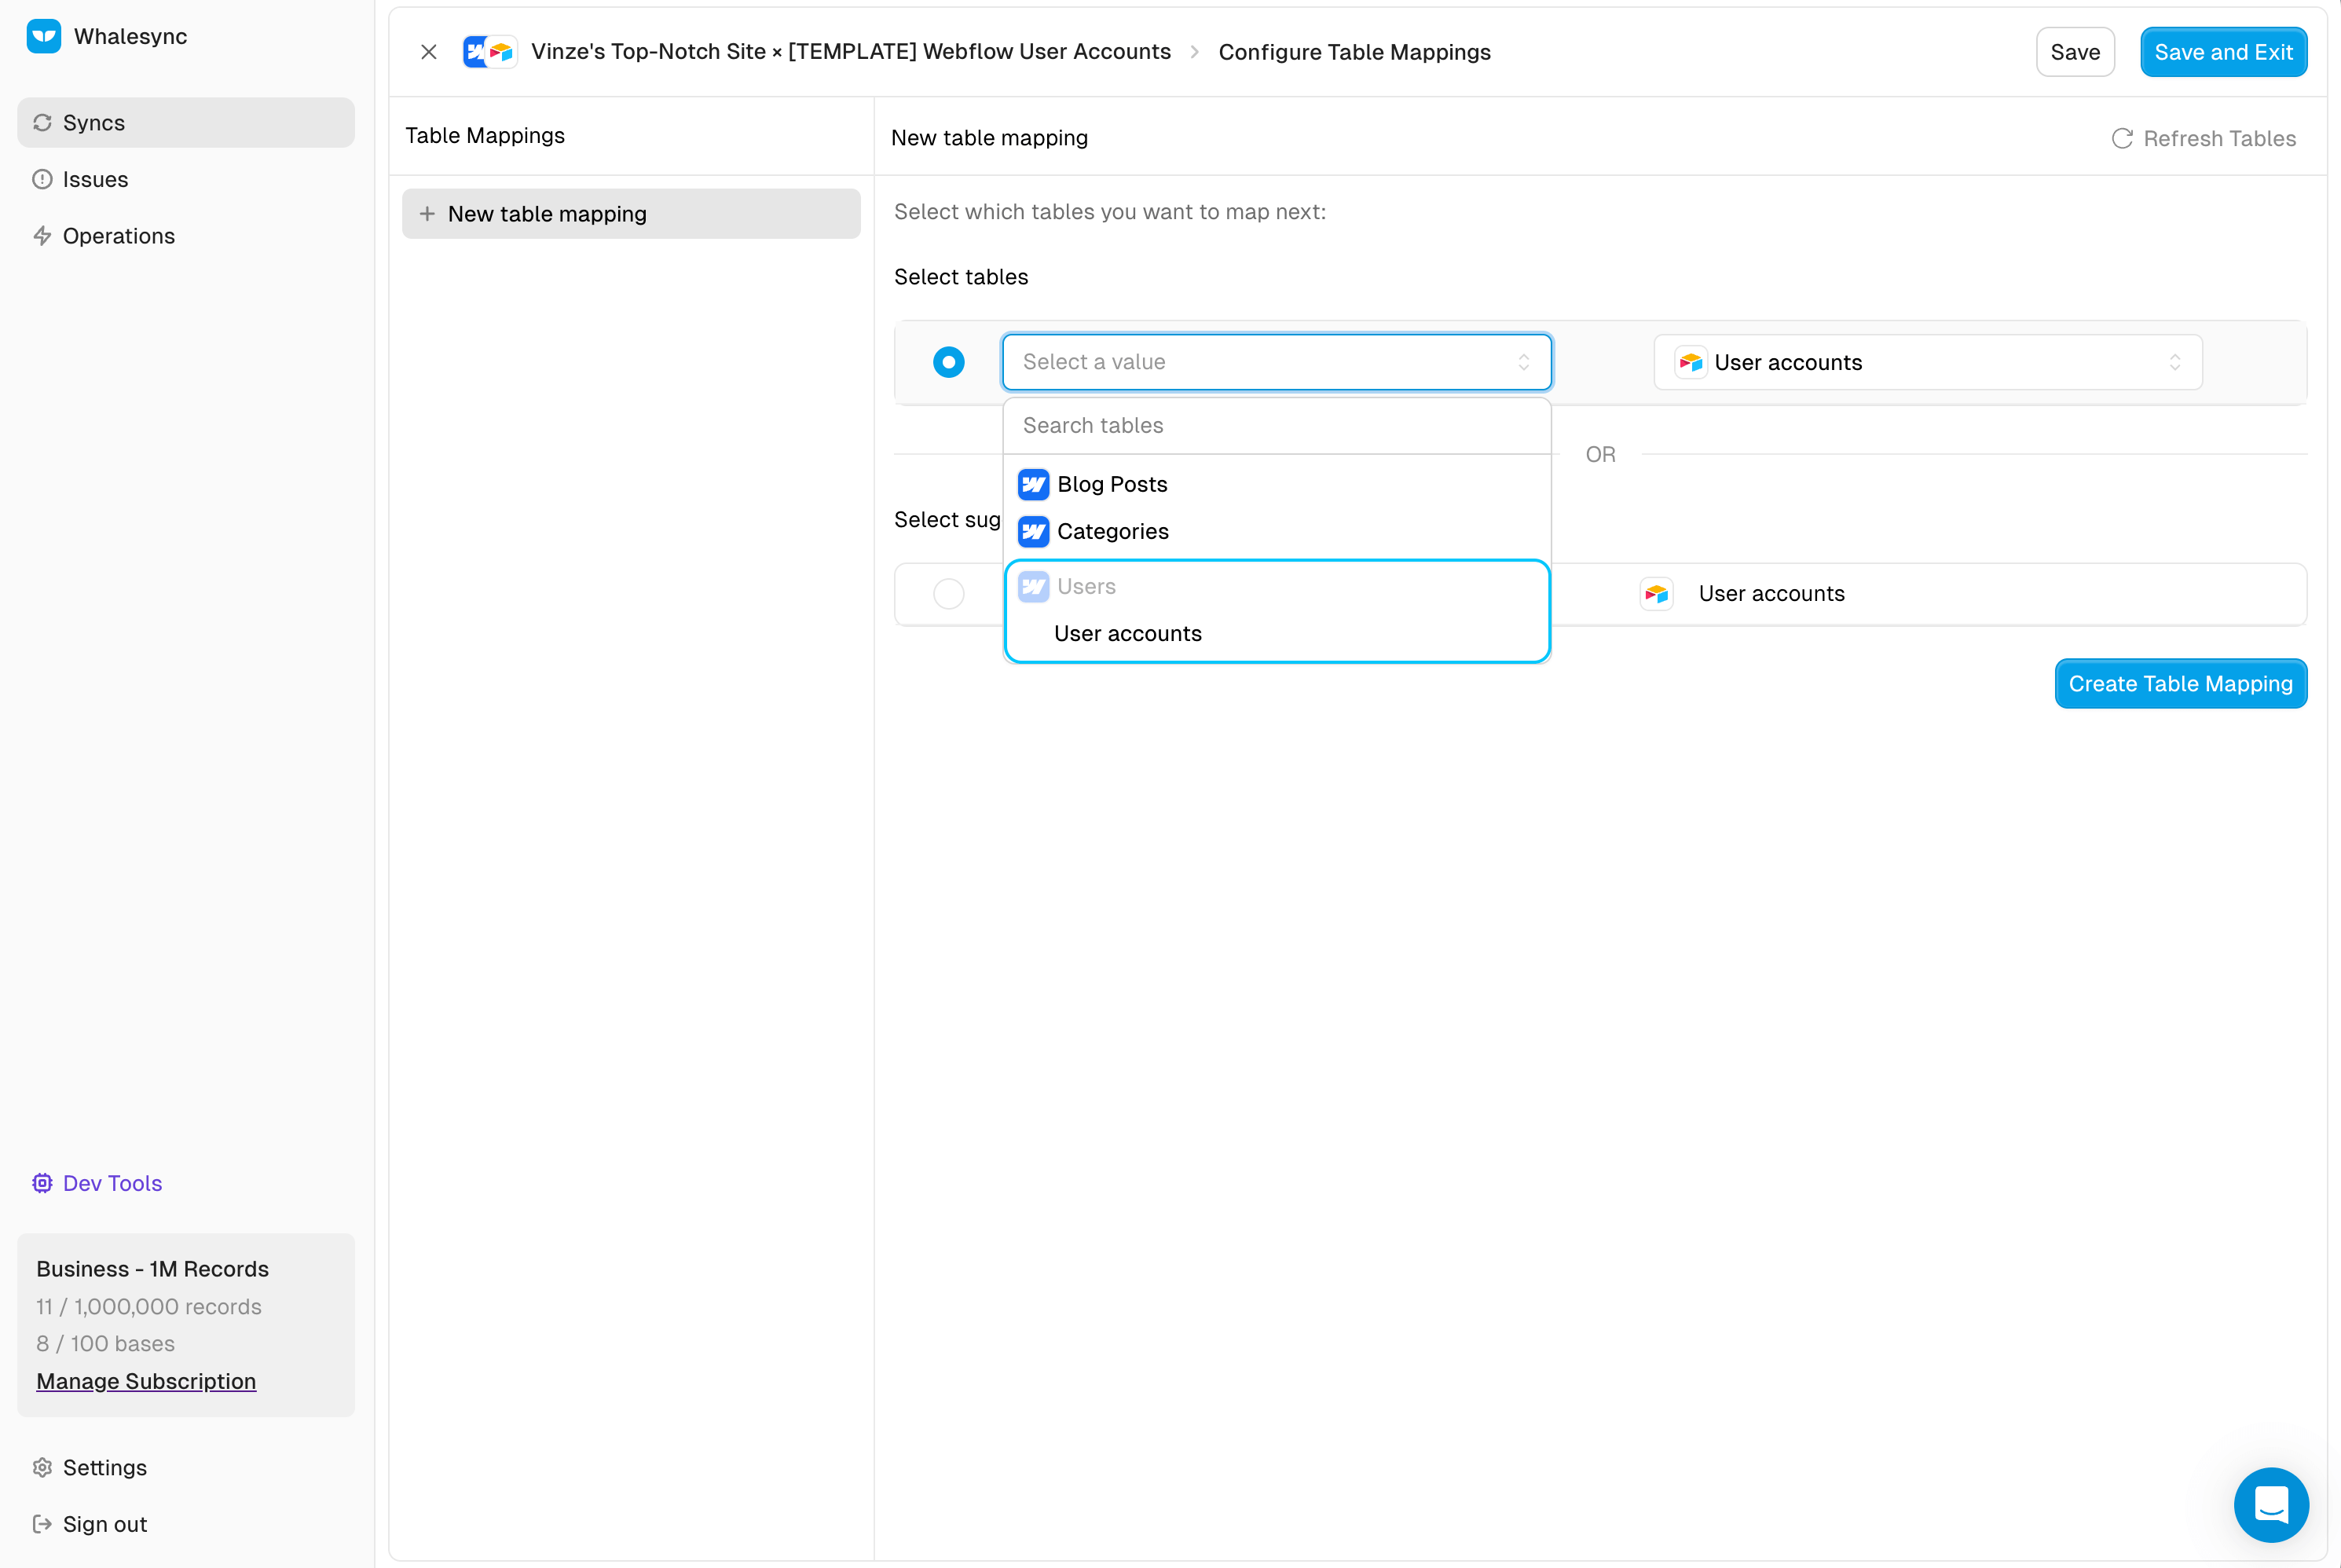 Whalesync
Syncs
Issues
Operations
Dev Tools
Business - 1M Records
11 / 1,000,000 records
8 / 100 bases
Manage Subscription
Settings
Sign out
Vinze's Top-Notch Site × [TEMPLATE] Webflow User Accounts
Configure Table Mappings
Save
Save and Exit
Table Mappings
New table mapping
New table mapping
Refresh Tables
Select which tables you want to map next:
Select tables
Select a value
User accounts
Search tables
OR
Blog Posts
Categories
Select sug
Users
User accounts
User accounts
Create Table Mapping